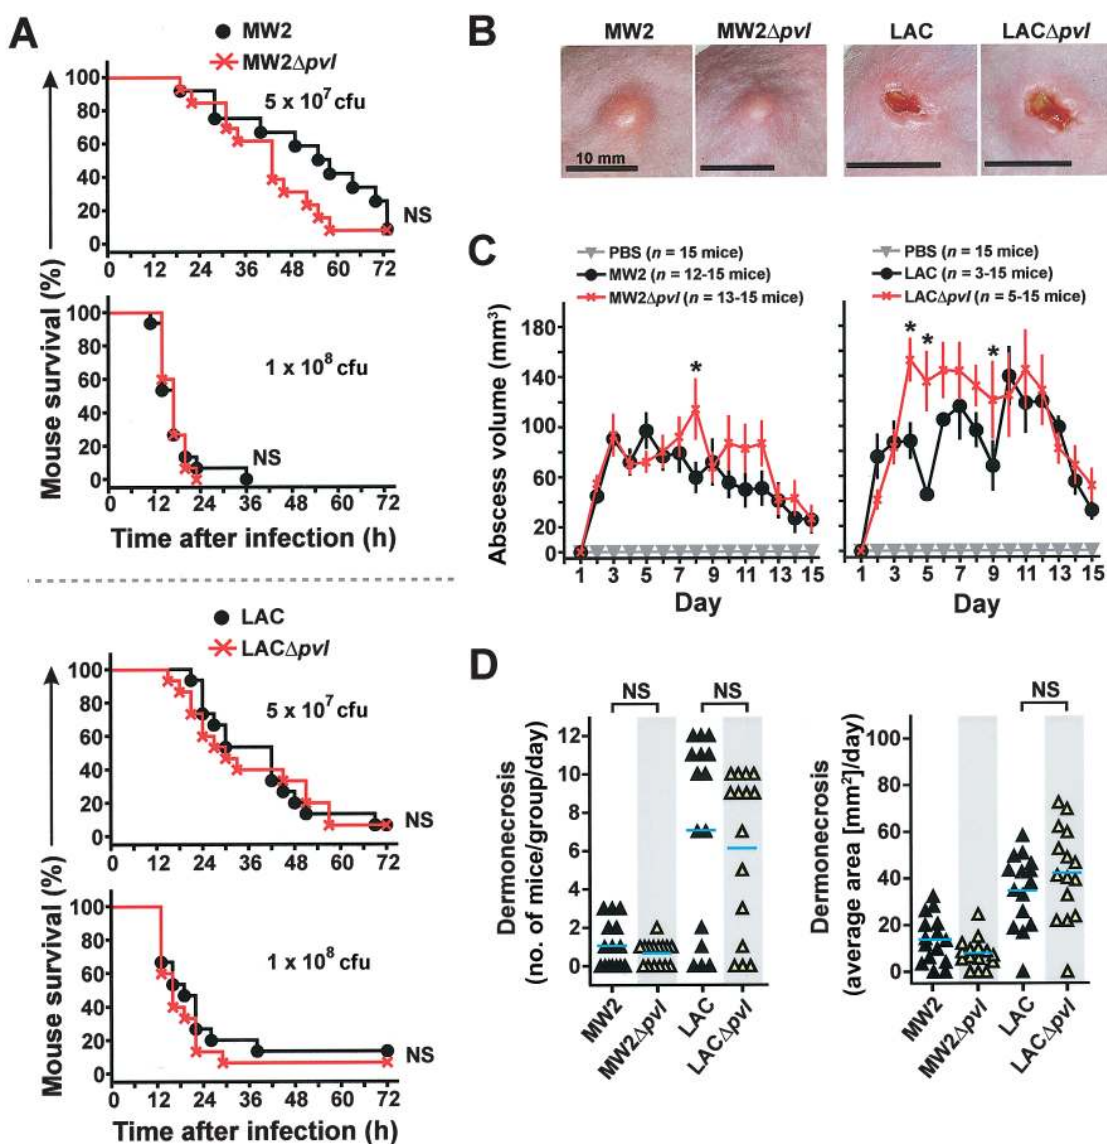 A
MW2
MW2Δpvl
5 x 10⁷ cfu
100
80
60
40
20
0
NS
0 12 24 36 48 60 72
Mouse survival (%)
1 x 10⁸ cfu
100
80
60
40
20
0
NS
0 12 24 36 48 60 72
Time after infection (h)
LAC
LACΔpvl
5 x 10⁷ cfu
100
80
60
40
20
0
NS
0 12 24 36 48 60 72
Mouse survival (%)
1 x 10⁸ cfu
100
80
60
40
20
0
NS
0 12 24 36 48 60 72
Time after infection (h)
B
MW2 MW2Δpvl LAC LACΔpvl
10 mm
C
PBS (n = 15 mice)
MW2 (n = 12-15 mice)
MW2Δpvl (n = 13-15 mice)
PBS (n = 15 mice)
LAC (n = 3-15 mice)
LACΔpvl (n = 5-15 mice)
Abscess volume (mm³)
180
140
100
60
20
0
*
1 3 5 7 9 11 13 15
Day
* * *
1 3 5 7 9 11 13 15
Day
D
NS NS
Dermonecrosis
(no. of mice/group/day)
12
10
8
6
4
2
0
MW2 MW2Δpvl LAC LACΔpvl
NS
Dermonecrosis
(average area [mm²]/day)
100
80
60
40
20
0
MW2 MW2Δpvl LAC LACΔpvl